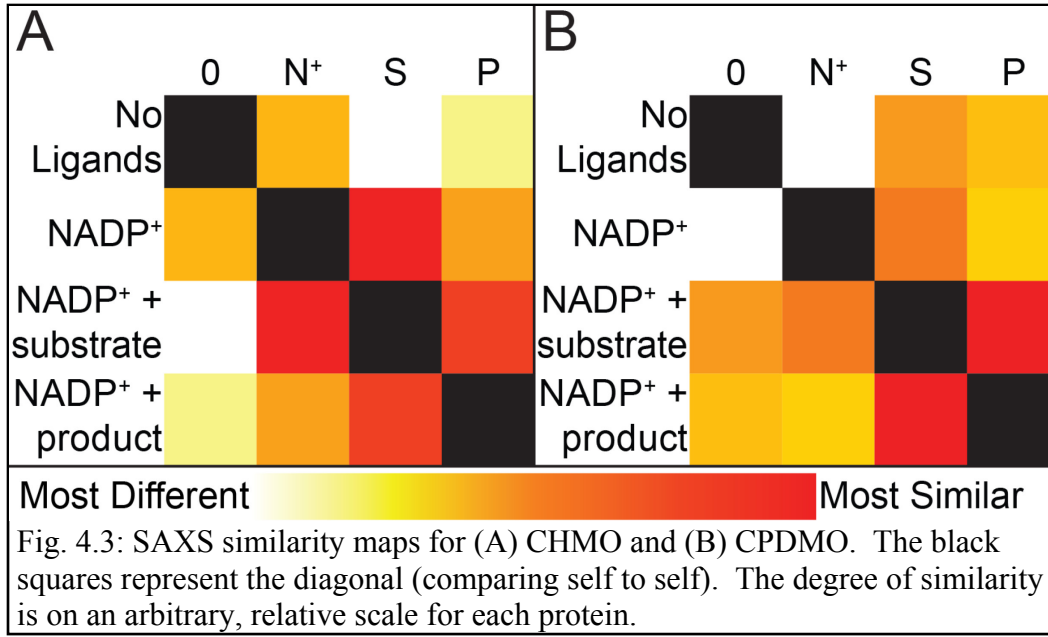 A
B
0 N⁺ S P
0 N⁺ S P
No
Ligands
NADP⁺
NADP⁺ +
substrate
NADP⁺ +
product
No
Ligands
NADP⁺
NADP⁺ +
substrate
NADP⁺ +
product
Most Different
Most Similar
Fig. 4.3: SAXS similarity maps for (A) CHMO and (B) CPDMO. The black
squares represent the diagonal (comparing self to self). The degree of similarity
is on an arbitrary, relative scale for each protein.